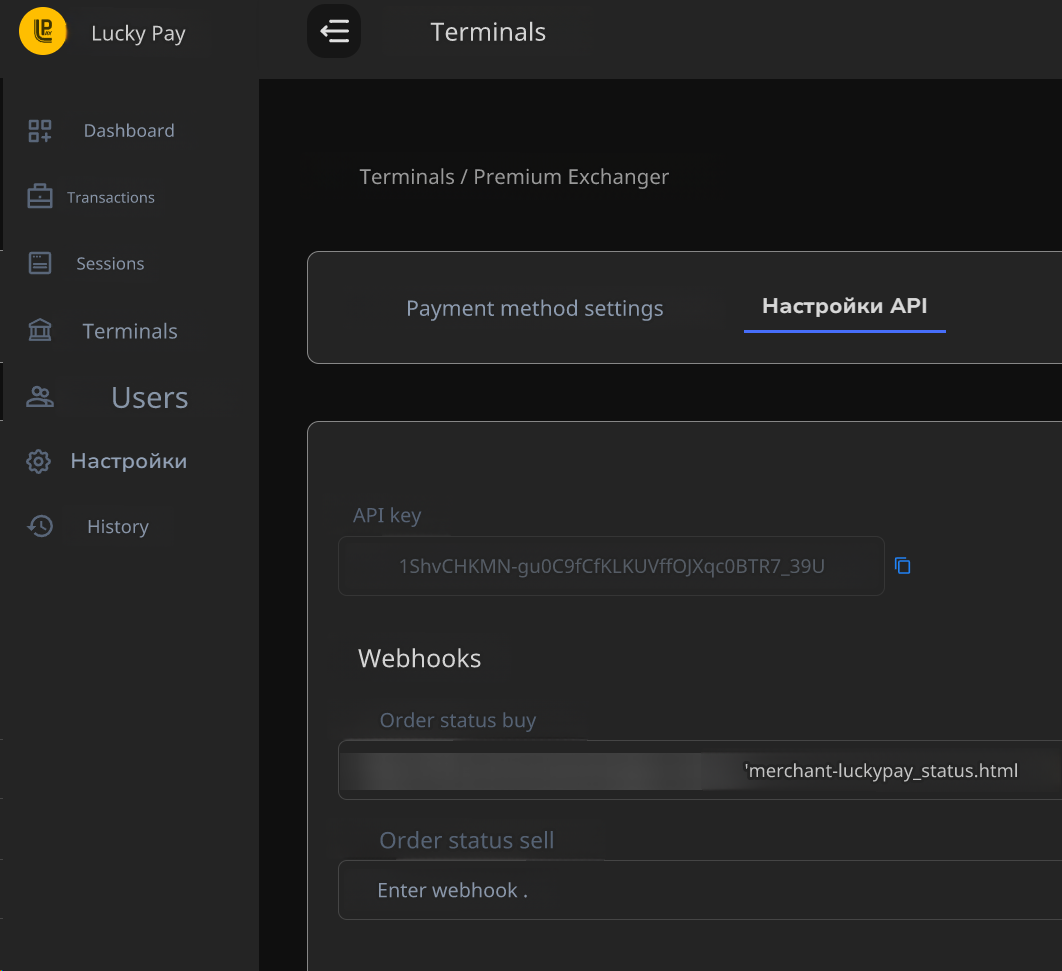 Lucky Pay
Terminals
Dashboard
Transactions
Sessions
Terminals
Users
Настройки
History
Terminals / Premium Exchanger
Payment method settings
Настройки API
API key
1ShvCHKMN-gu0C9fCfKLKUVffOJXqc0BTR7_39U
Webhooks
Order status buy
'merchant-luckypay_status.html
Order status sell
Enter webhook .